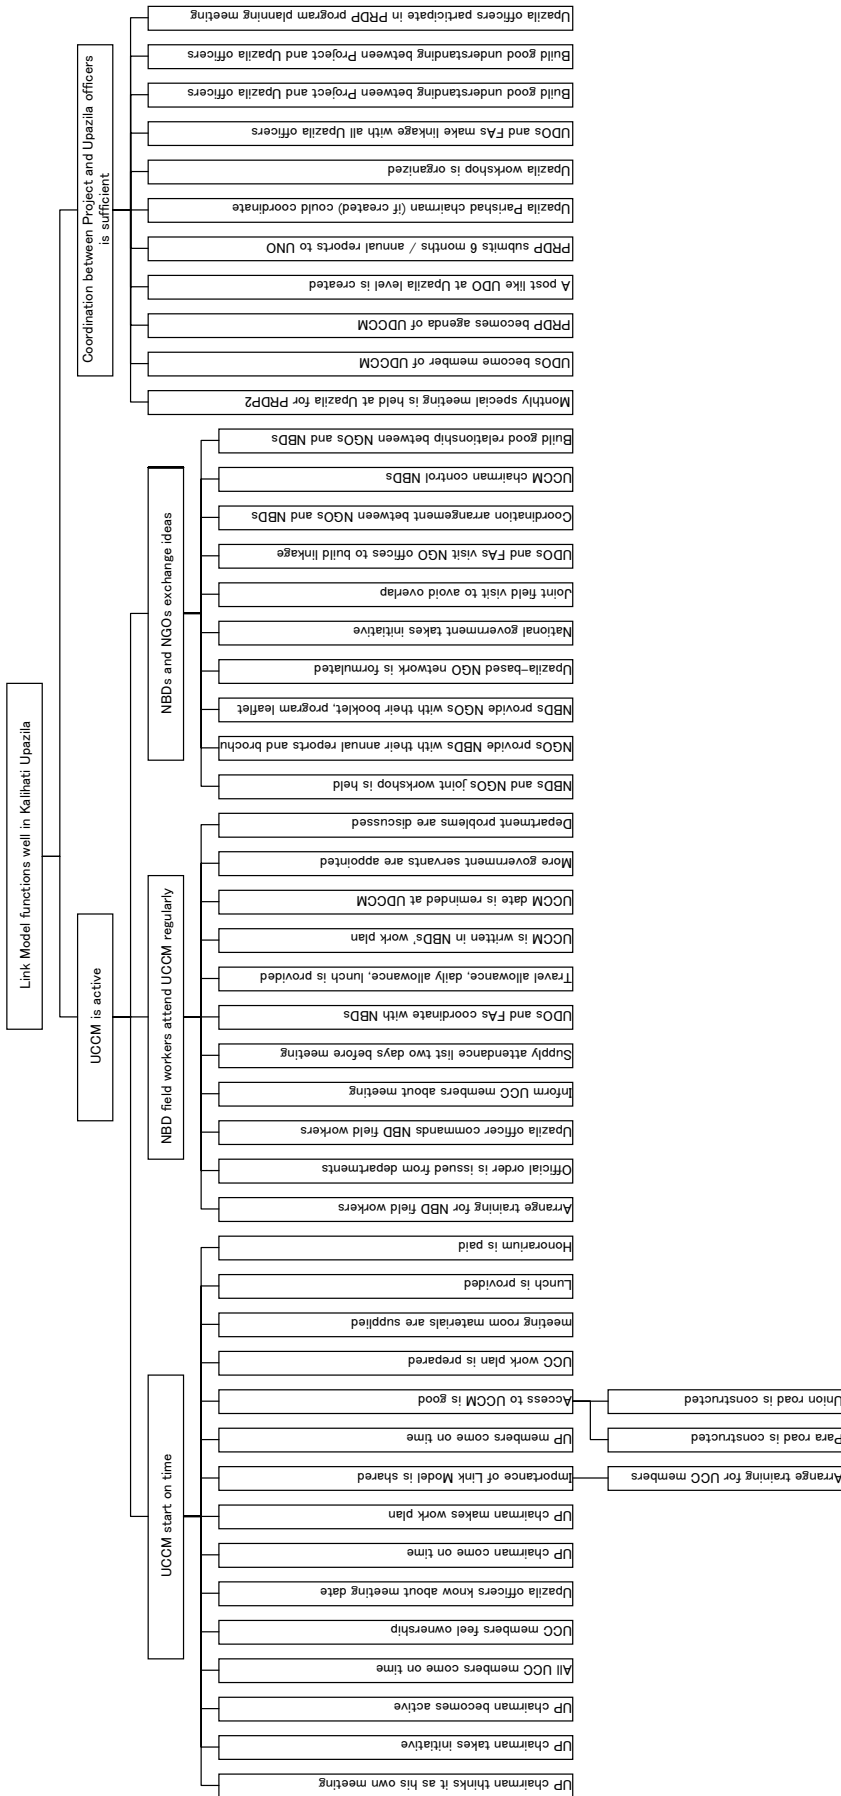 Link Model functions well in Kalihati Upazila
UCCM is active
Coordination between Project and Upazila officers
is sufficient
UCCM start on time
NBD field workers attend UCCM regularly
NBDs and NGOs exchange ideas
UP chairman thinks it as his own meeting
UP chairman takes initiative
UP chairman becomes active
All UCC members come on time
UCC members feel ownership
Upazila officers know about meeting date
UP chairman come on time
UP chairman makes work plan
Importance of Link Model is shared
Arrange training for UCC members
UP members come on time
Para road is constructed
Access to UCCM is good
Union road is constructed
UCC work plan is prepared
meeting room materials are supplied
Lunch is provided
Honorarium is paid
Arrange training for NBD field workers
Official order is issued from departments
Upazila officer commands NBD field workers
Inform UCC members about meeting
Supply attendance list two days before meeting
UDOs and FAs coordinate with NBDs
Travel allowance, daily allowance, lunch is provided
UCCM is written in NBDs' work plan
UCCM date is reminded at UDCCM
More government servants are appointed
Department problems are discussed
NBDs and NGOs joint workshop is held
NGOs provide NBDs with their annual reports and brochu
NBDs provide NGOs with their booklet, program leaflet
Upazila-based NGO network is formulated
National government takes initiative
Joint field visit to avoid overlap
UDOs and FAs visit NGO offices to build linkage
Coordination arrangement between NGOs and NBDs
UCCM chairman control NBDs
Build good relationship between NGOs and NBDs
Monthly special meeting is held at Upazila for PRDP2
UDOs become member of UDCCM
PRDP becomes agenda of UDCCM
A post like UDO at Upazila level is created
PRDP submits 6 months / annual reports to UNO
Upazila Parishad chairman (if created) could coordinate
Upazila workshop is organized
UDOs and FAs make linkage with all Upazila officers
Build good understanding between Project and Upazila officers
Build good understanding between Project and Upazila officers
Upazila officers participate in PRDP program planning meeting